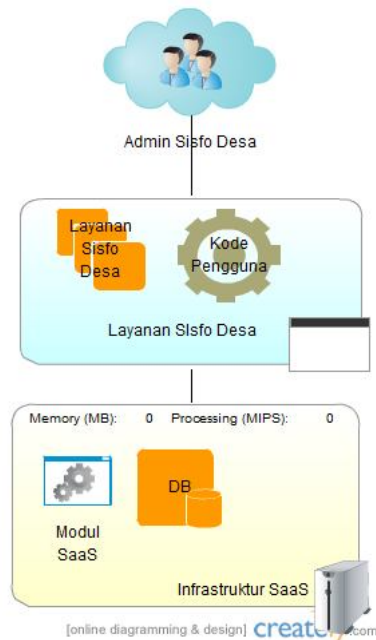 Admin Sisfo Desa
Layanan
Sisfo
Desa
Kode
Pengguna
Layanan SIsfo Desa
Memory (MB): 0 Processing (MIPS): 0
DB
Modul
SaaS
Infrastruktur SaaS
[online diagramming & design] creately.com